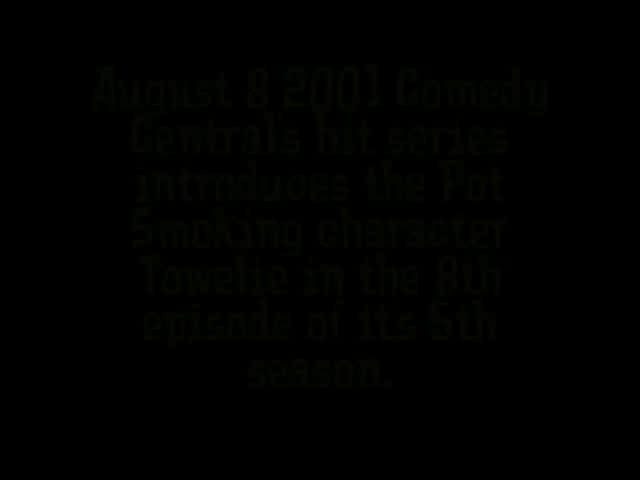 August 8 2001 Comedy
Centrals hit series
introduces the Pot
Smoking character
Towelie in the 8th
episode of its 5th
season.